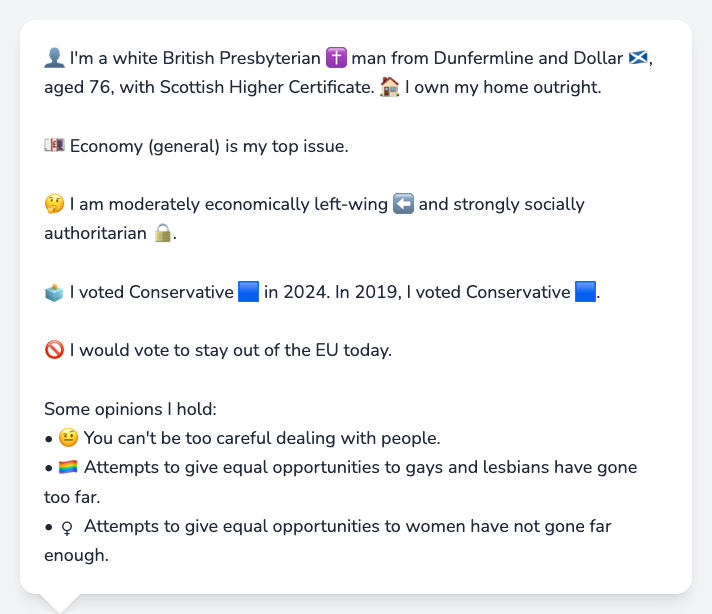 👤 I'm a white British Presbyterian ✝️ man from Dunfermline and Dollar 🏴󠁧󠁢󠁳󠁣󠁴󠁿,
aged 76, with Scottish Higher Certificate. 🏠 I own my home outright.
💷 Economy (general) is my top issue.
🤔 I am moderately economically left-wing ⬅️ and strongly socially
authoritarian 🔒.
🗳️ I voted Conservative 🟦 in 2024. In 2019, I voted Conservative 🟦.
🚫 I would vote to stay out of the EU today.
Some opinions I hold:
• 🤨 You can't be too careful dealing with people.
• 🏳️‍🌈 Attempts to give equal opportunities to gays and lesbians have gone
too far.
• ♀ Attempts to give equal opportunities to women have not gone far
enough.